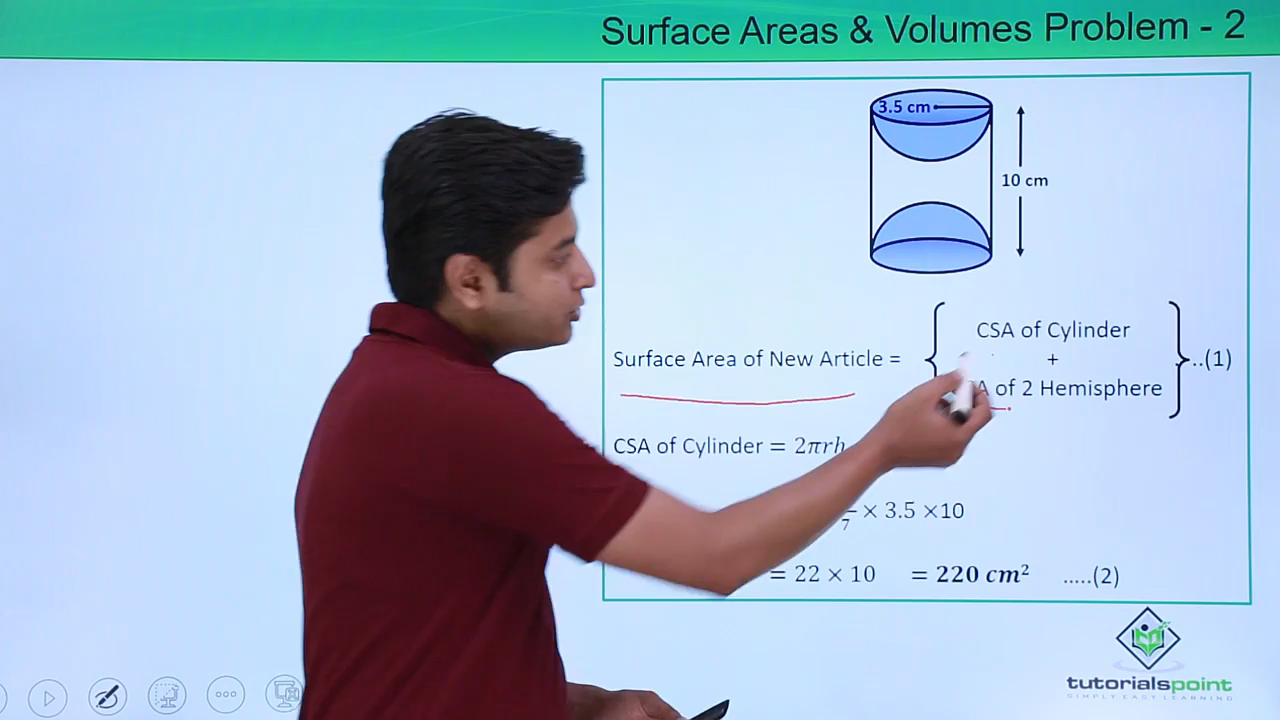 Surface Areas & Volumes Problem - 2
3.5 cm
10 cm
CSA of Cylinder
Surface Area of New Article = + ..(1)
of 2 Hemisphere
CSA of Cylinder = 2πrh
7 × 3.5 ×10
= 22 × 10 = 220 cm² .....(2)
tutorialspoint
SIMPLY EASY LEARNING